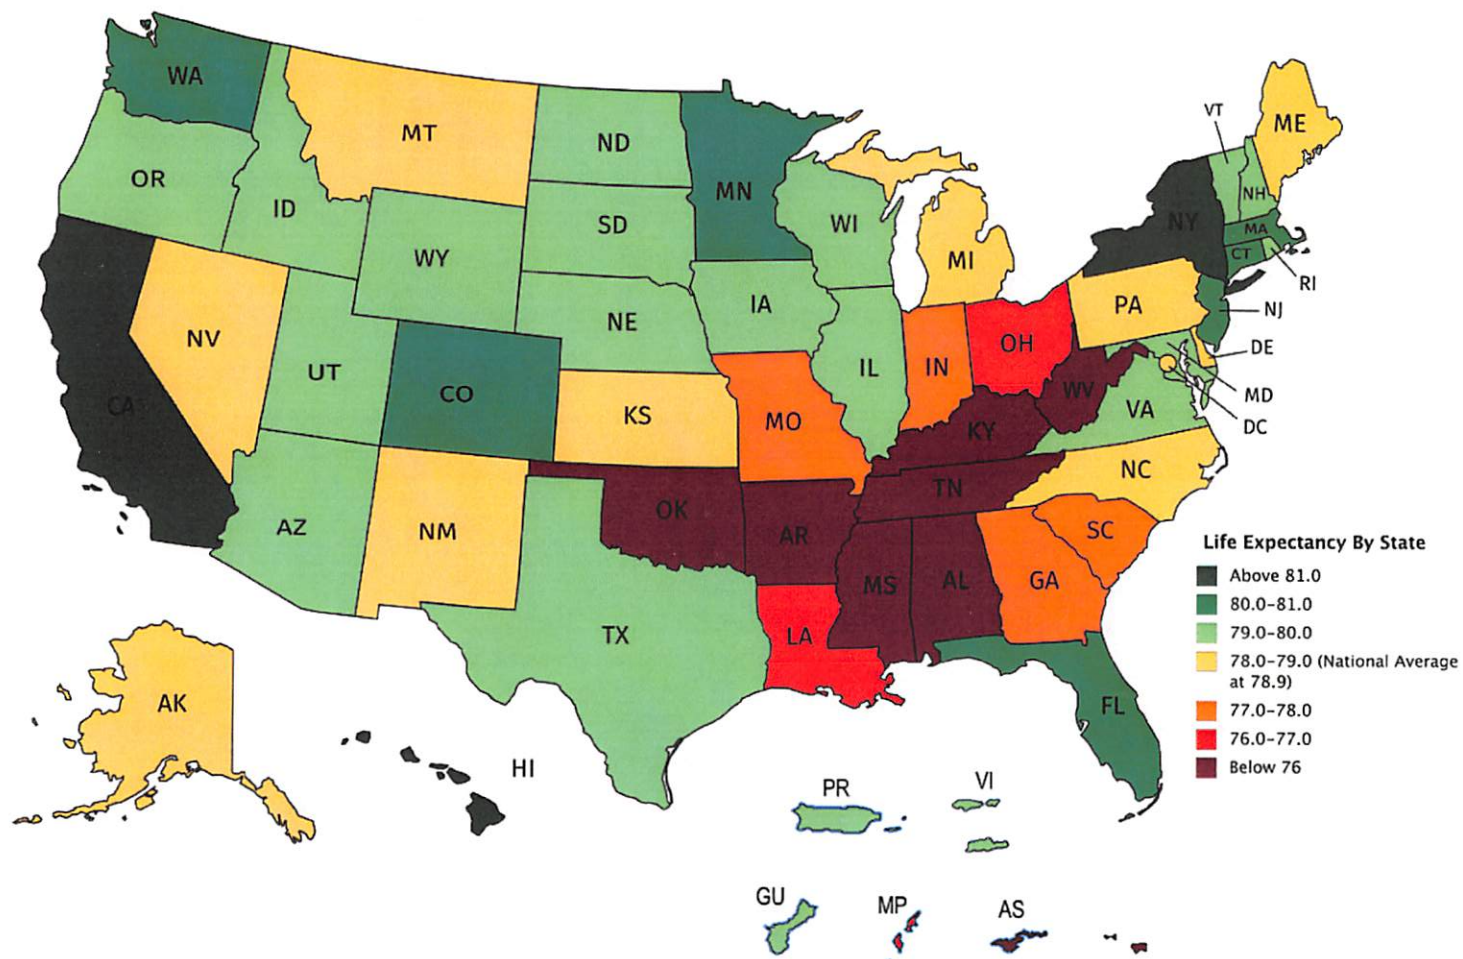 WA
MT
ND
MN
OR
ID
SD
WI
WY
MI
IA
NE
NV
UT
CO
CA
KS
MO
IL
IN
OH
PA
NY
VT
NH
ME
MA
CT
RI
NJ
DE
MD
DC
WV
VA
KY
NC
TN
SC
AZ
NM
OK
AR
MS
AL
GA
TX
LA
FL
AK
HI
PR
VI
GU
MP
AS
Life Expectancy By State
Above 81.0
80.0-81.0
79.0-80.0
78.0-79.0 (National Average
at 78.9)
77.0-78.0
76.0-77.0
Below 76